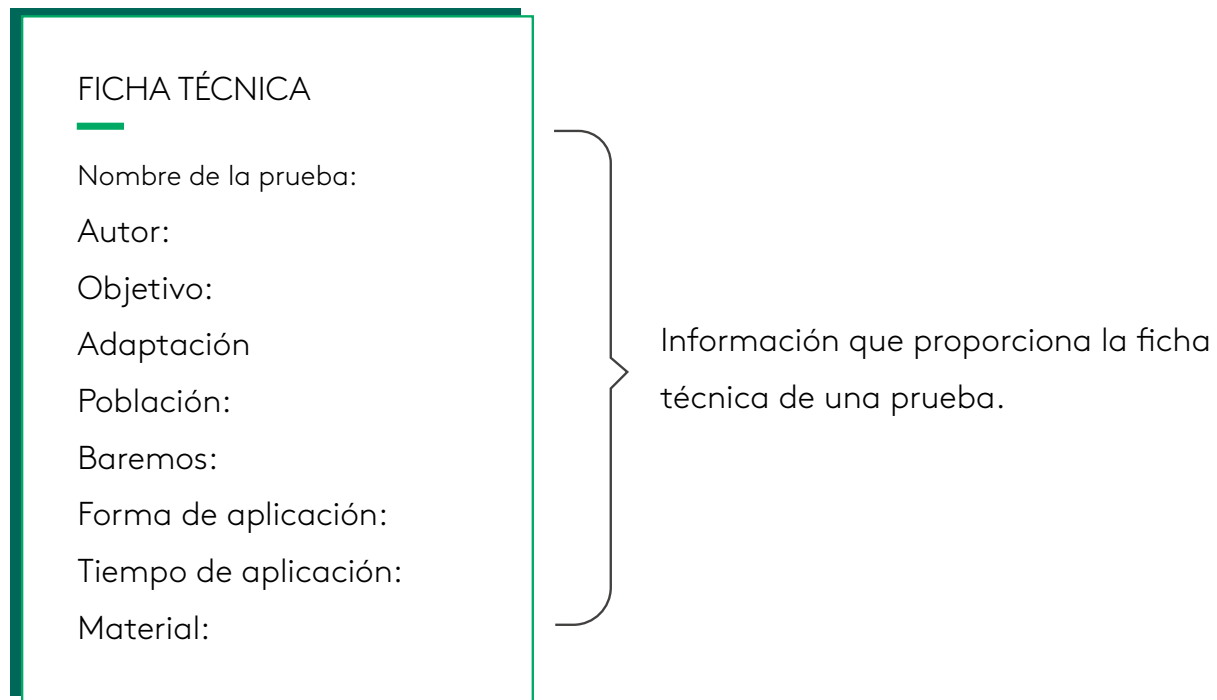 FICHA TÉCNICA
Nombre de la prueba:
Autor:
Objetivo:
Adaptación
Población:
Baremos:
Forma de aplicación:
Tiempo de aplicación:
Material:
Información que proporciona la ficha
técnica de una prueba.